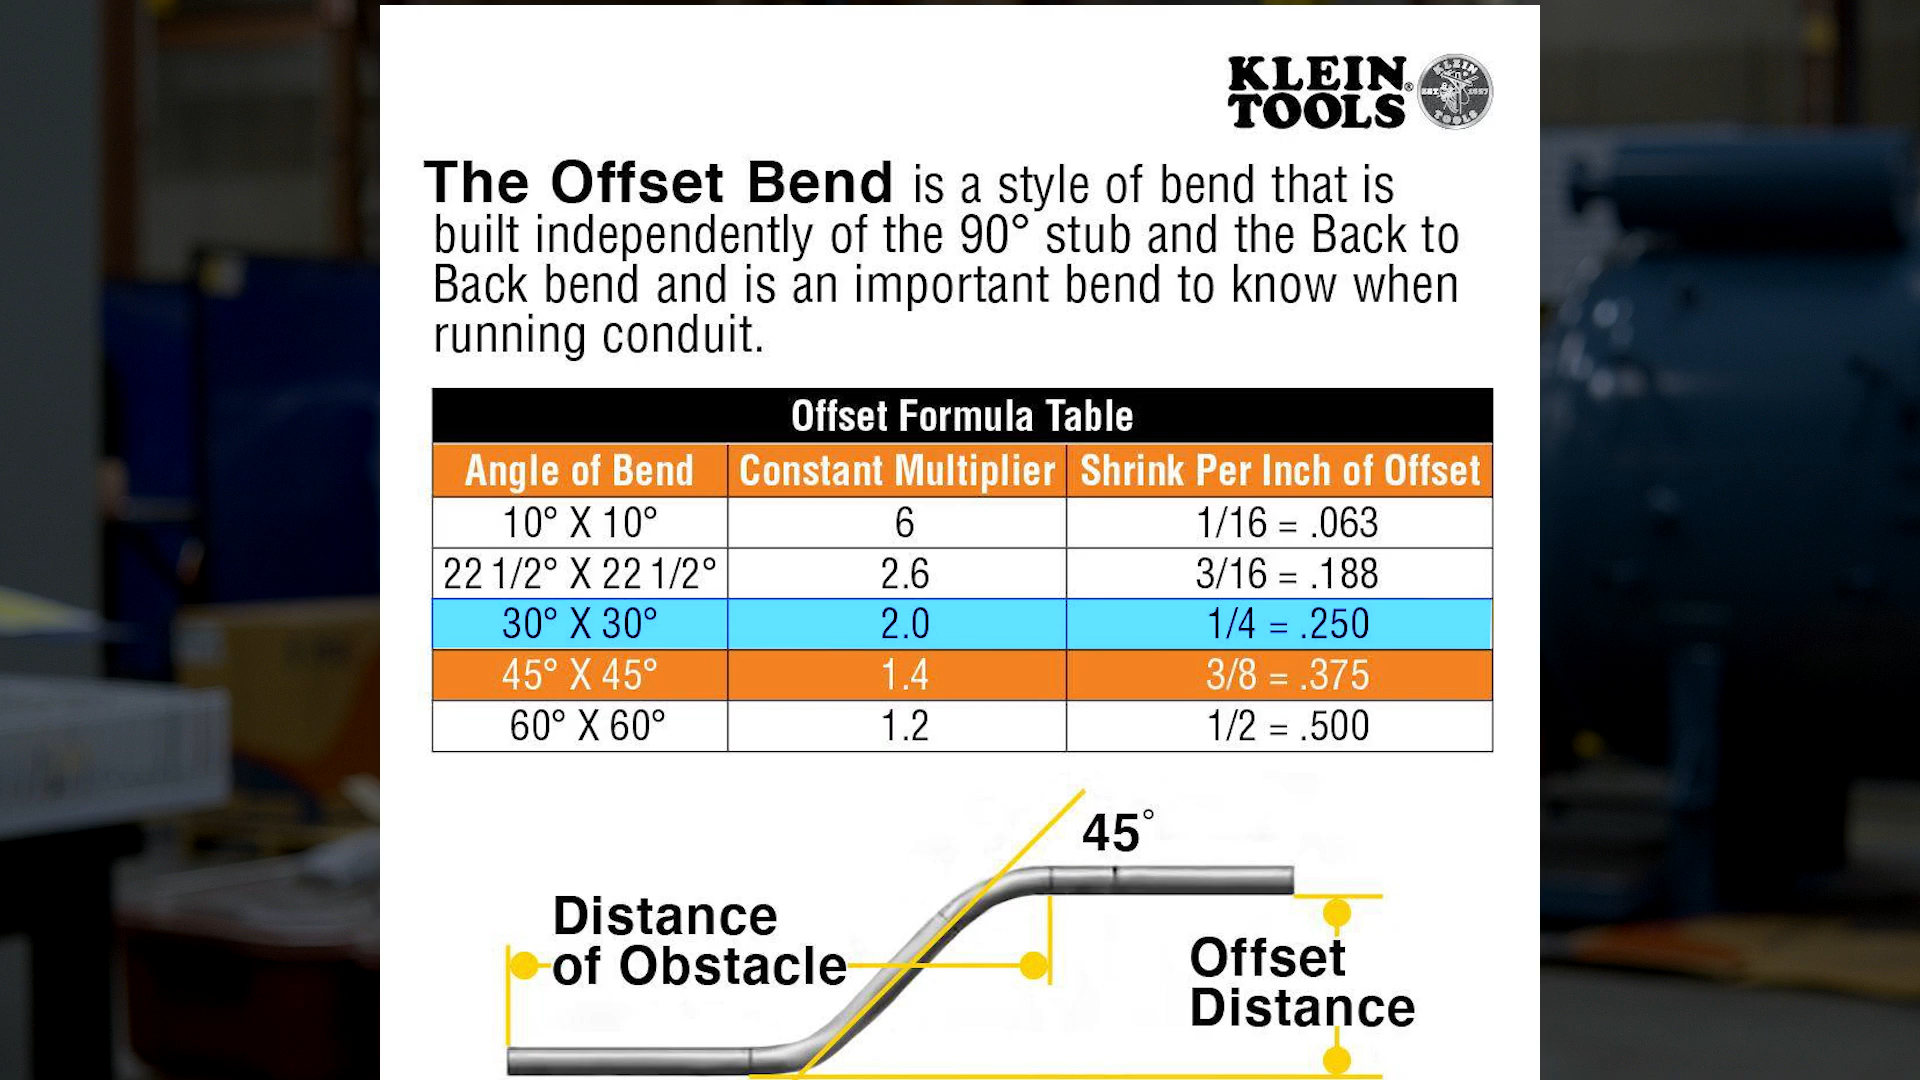 KLEIN
TOOLS®
KLEIN
EST 1857
TOOLS
The Offset Bend is a style of bend that is
built independently of the 90° stub and the Back to
Back bend and is an important bend to know when
running conduit.
Offset Formula Table
Angle of Bend Constant Multiplier Shrink Per Inch of Offset
10° X 10° 6 1/16 = .063
22 1/2° X 22 1/2° 2.6 3/16 = .188
30° X 30° 2.0 1/4 = .250
45° X 45° 1.4 3/8 = .375
60° X 60° 1.2 1/2 = .500
45°
Distance
of Obstacle
Offset
Distance